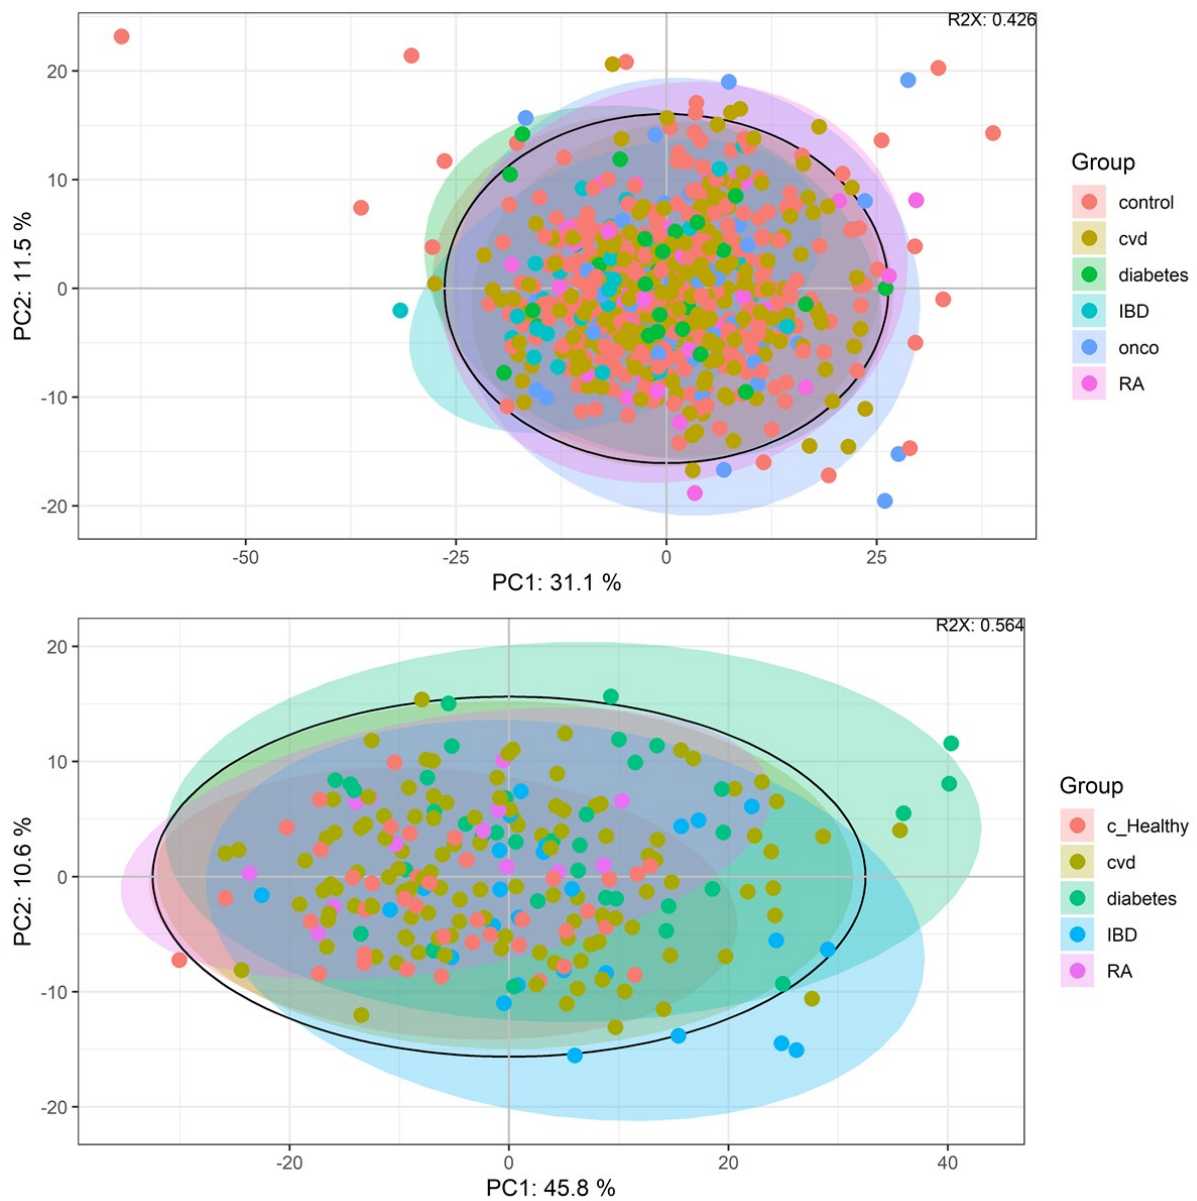 R2X: 0.426
20
10
0
-10
-20
PC2: 11.5 %
-50
-25
0
25
PC1: 31.1 %
Group
control
cvd
diabetes
IBD
onco
RA
R2X: 0.564
20
10
0
-10
-20
PC2: 10.6 %
-20
0
20
40
PC1: 45.8 %
Group
c_Healthy
cvd
diabetes
IBD
RA